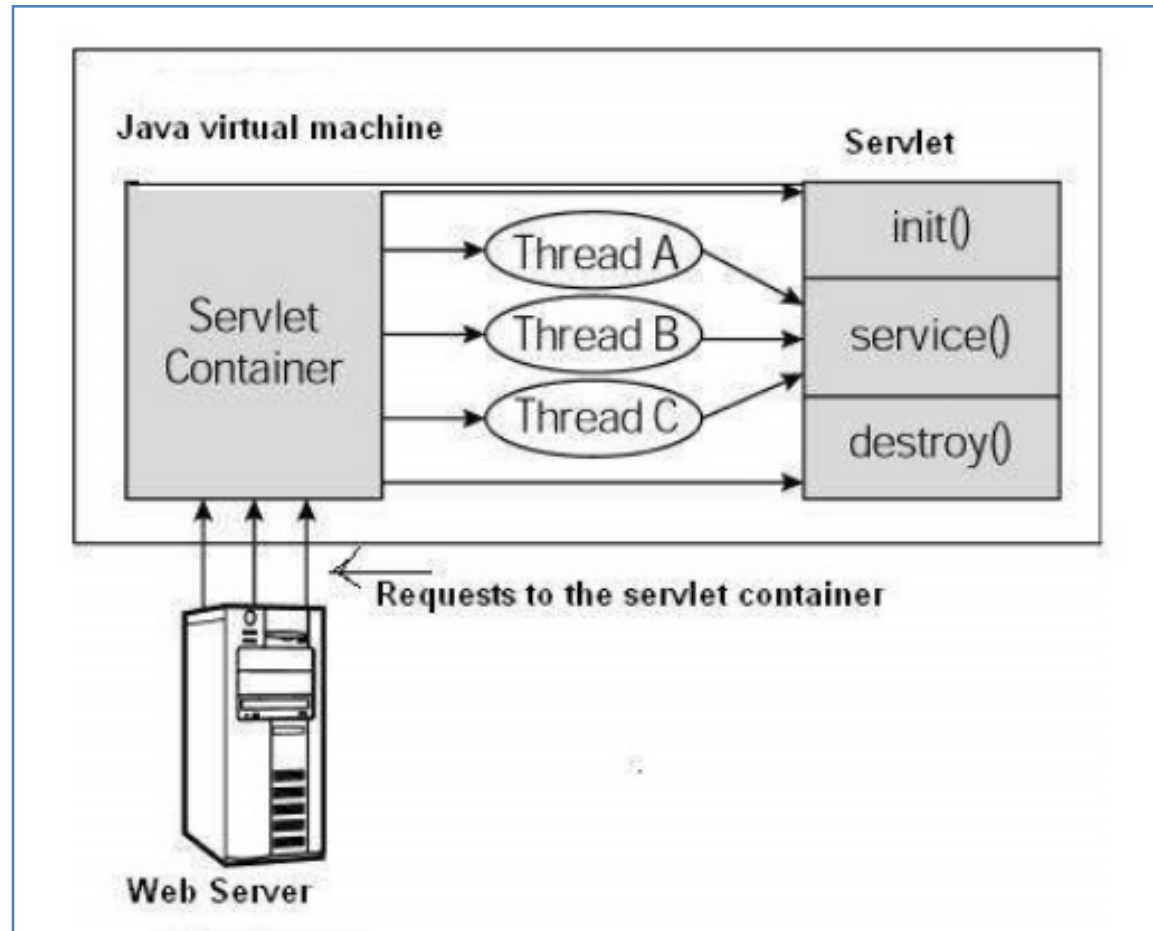 Java virtual machine
Servlet
init()
Thread A
Servlet
Container
Thread B
service()
Thread C
destroy()
Requests to the servlet container
Web Server